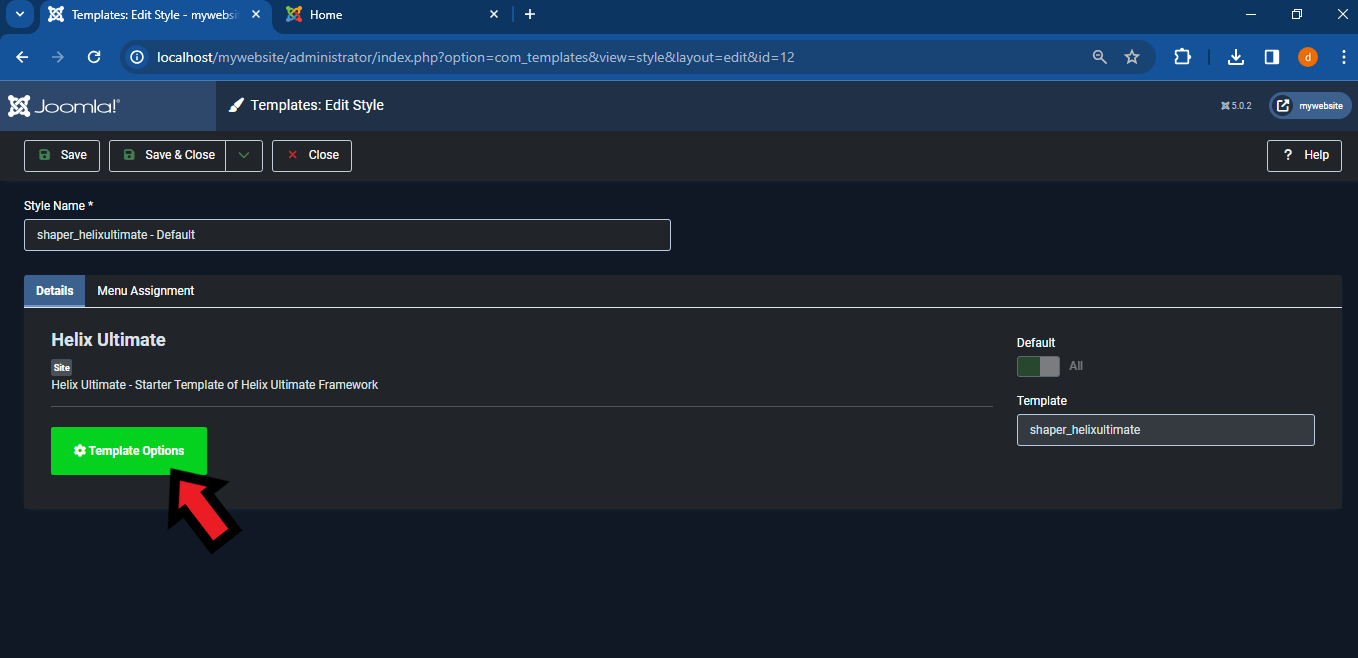 Templates: Edit Style - mywebsi
Home
localhost/mywebsite/administrator/index.php?option=com_templates&view=style&layout=edit&id=12
d
Joomla!®
Templates: Edit Style
5.0.2
mywebsite
Save
Save & Close
Close
? Help
Style Name *
shaper_helixultimate - Default
Details
Menu Assignment
Helix Ultimate
Site
Helix Ultimate - Starter Template of Helix Ultimate Framework
Default
All
Template
shaper_helixultimate
Template Options